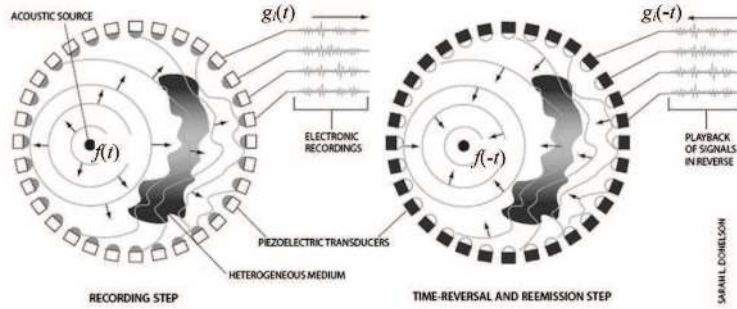 ACOUSTIC
SOURCE
gᵢ(t)
f(t)
ELECTRONIC
RECORDINGS
PIEZOELECTRIC TRANSDUCERS
HETEROGENEOUS MEDIUM
RECORDING STEP
gᵢ(-t)
f(-t)
PLAYBACK
OF SIGNALS
IN REVERSE
TIME-REVERSAL AND REEMISSION STEP
SARAH L. DONELSON